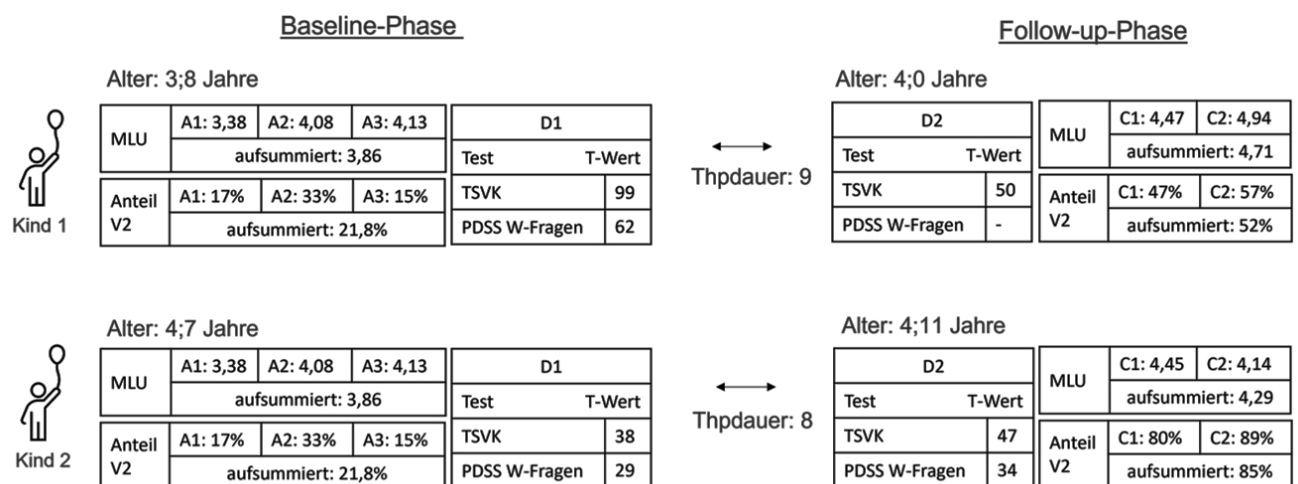 Baseline-Phase
Follow-up-Phase
Alter: 3;8 Jahre
Alter: 4;0 Jahre
Kind 1
MLU
A1: 3,38 A2: 4,08 A3: 4,13
aufsummiert: 3,86
Anteil V2
A1: 17% A2: 33% A3: 15%
aufsummiert: 21,8%
D1
Test T-Wert
TSVK 99
PDSS W-Fragen 62
Thpdauer: 9
D2
Test T-Wert
TSVK 50
PDSS W-Fragen -
MLU
C1: 4,47 C2: 4,94
aufsummiert: 4,71
Anteil V2
C1: 47% C2: 57%
aufsummiert: 52%
Alter: 4;7 Jahre
Alter: 4;11 Jahre
Kind 2
MLU
A1: 3,38 A2: 4,08 A3: 4,13
aufsummiert: 3,86
Anteil V2
A1: 17% A2: 33% A3: 15%
aufsummiert: 21,8%
D1
Test T-Wert
TSVK 38
PDSS W-Fragen 29
Thpdauer: 8
D2
Test T-Wert
TSVK 47
PDSS W-Fragen 34
MLU
C1: 4,45 C2: 4,14
aufsummiert: 4,29
Anteil V2
C1: 80% C2: 89%
aufsummiert: 85%